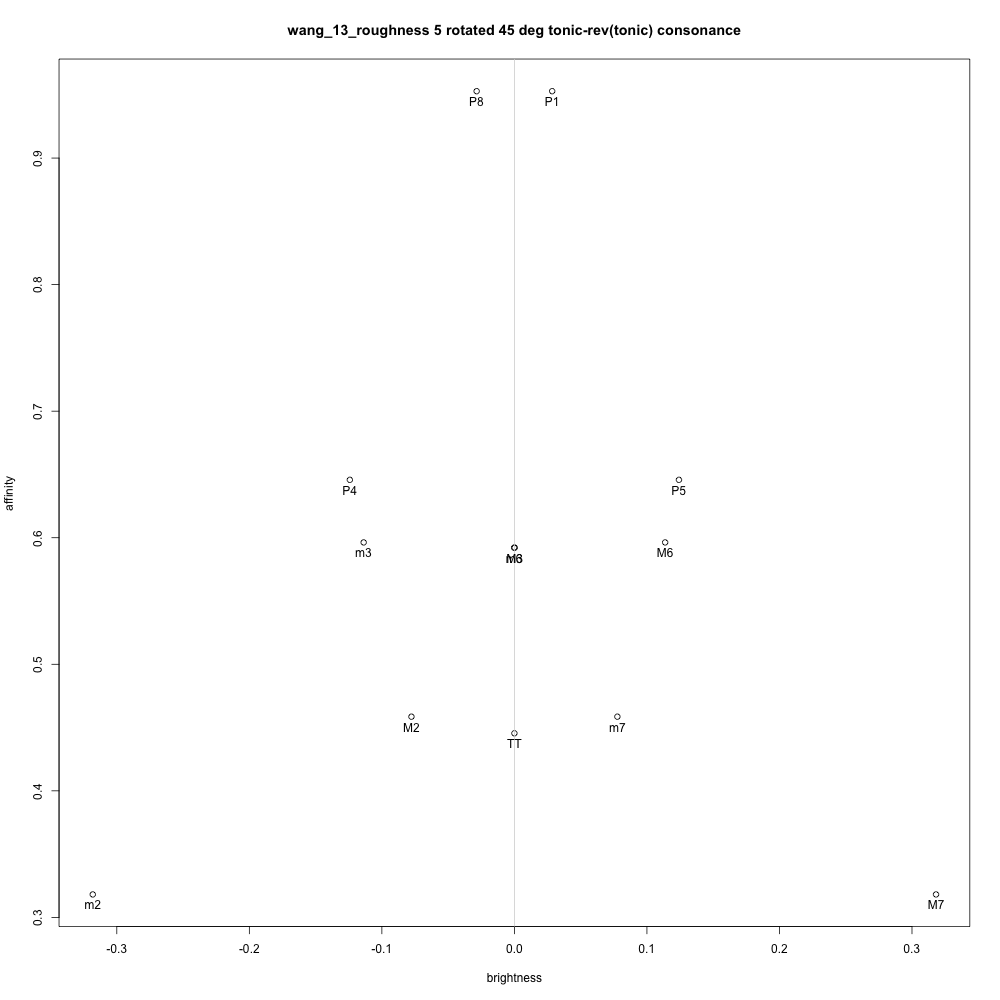 wang_13_roughness 5 rotated 45 deg tonic-rev(tonic) consonance
P8 P1
0.9
0.8
0.7
P4 P5
0.6
m3 M6
affinity
0.5
M2 m7
TT
0.4
0.3
m2 M7
-0.3 -0.2 -0.1 0.0 0.1 0.2 0.3
brightness